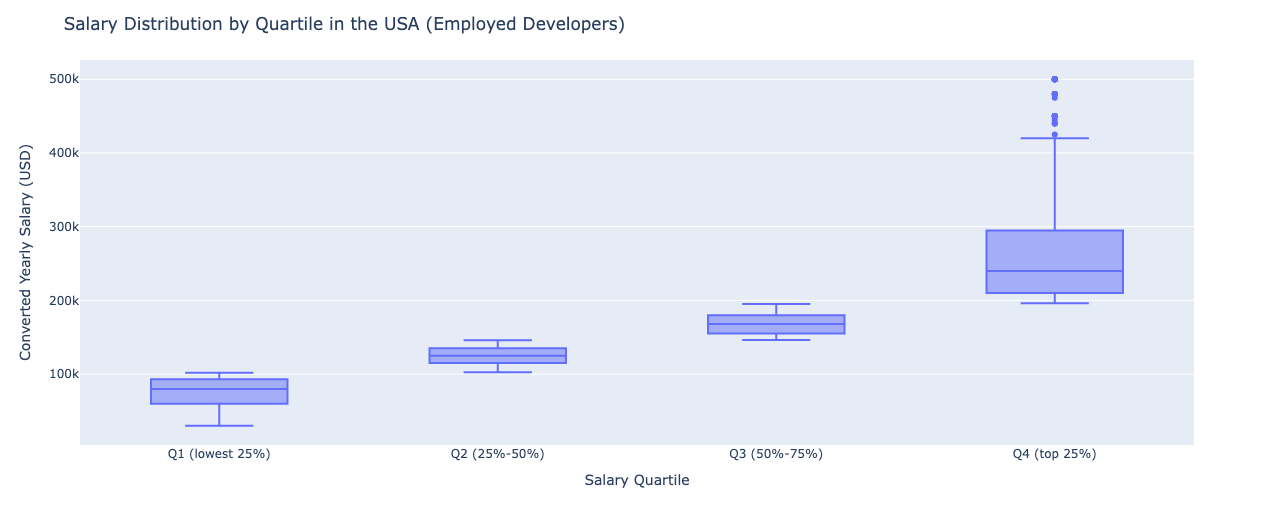 Salary Distribution by Quartile in the USA (Employed Developers)
Converted Yearly Salary (USD)
500k
400k
300k
200k
100k
Q1 (lowest 25%)
Q2 (25%-50%)
Q3 (50%-75%)
Q4 (top 25%)
Salary Quartile